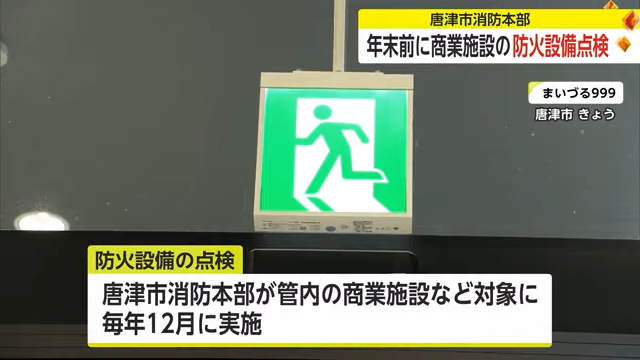 唐津市消防本部
年末前に商業施設の防火設備点検
まいづる999
唐津市 きょう
防火設備の点検
唐津市消防本部が管内の商業施設など対象に
毎年12月に実施